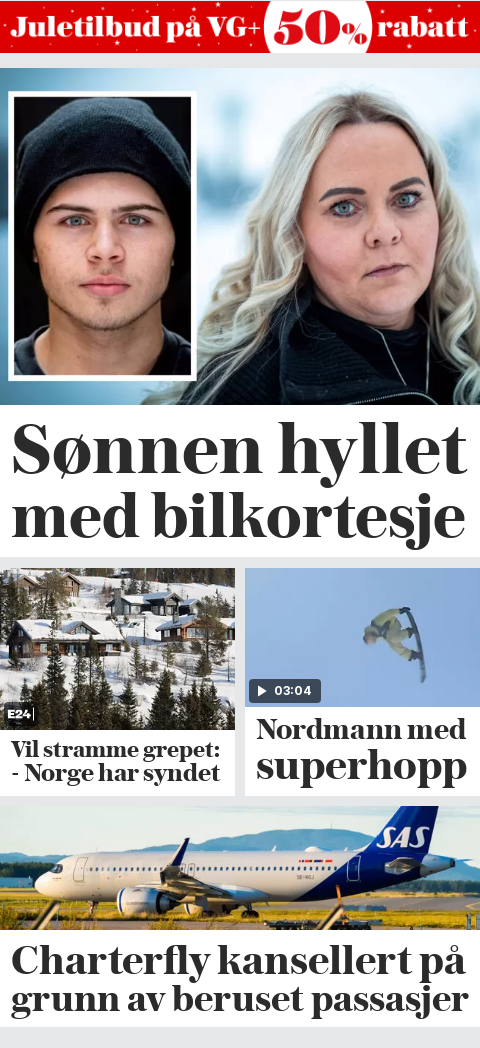 Juletilbud på VG+ 50% rabatt
Sønnen hyllet
med bilkortesje
E24
03:04
Vil stramme grepet:
- Norge har syndet
Nordmann med
superhopp
SAS
Charterfly kansellert på
grunn av beruset passasjer